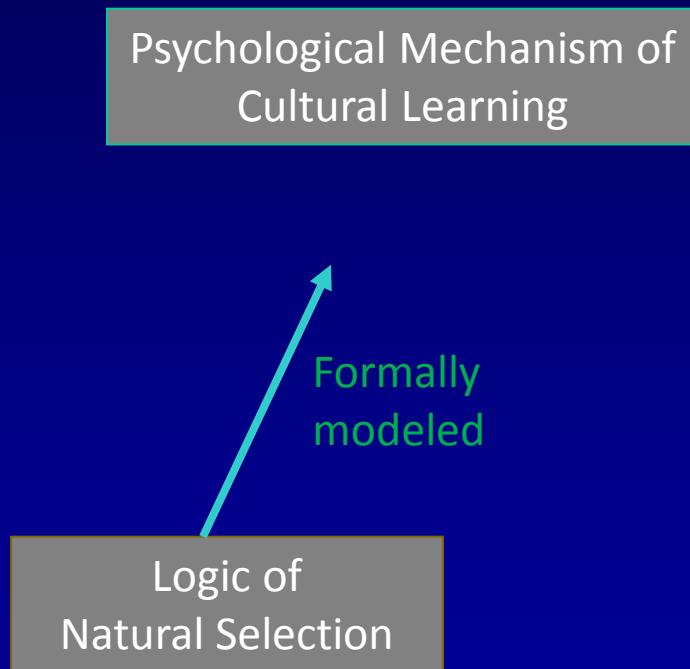 Psychological Mechanism of
Cultural Learning
Formally
modeled
Logic of
Natural Selection